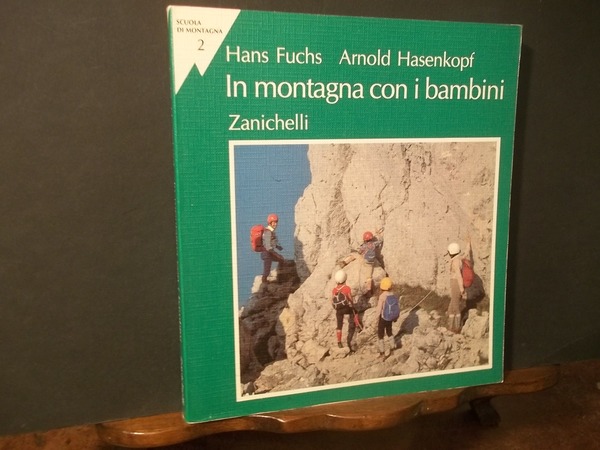 SCUOLA
DI MONTAGNA
2
Hans Fuchs Arnold Hasenkopf
In montagna con i bambini
Zanichelli